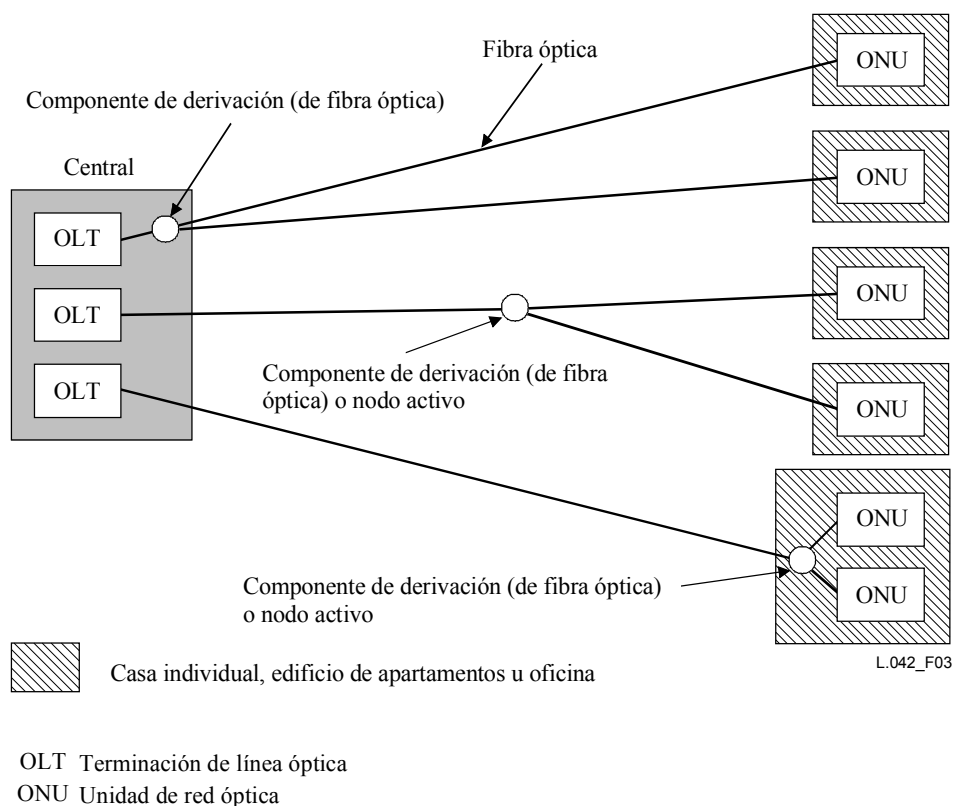 Fibra óptica
ONU
Componente de derivación (de fibra óptica)
Central
ONU
OLT
ONU
OLT
Componente de derivación (de fibra
óptica) o nodo activo
OLT
ONU
ONU
Componente de derivación (de fibra óptica)
o nodo activo
ONU
L.042_F03
Casa individual, edificio de apartamentos u oficina
OLT Terminación de línea óptica
ONU Unidad de red óptica